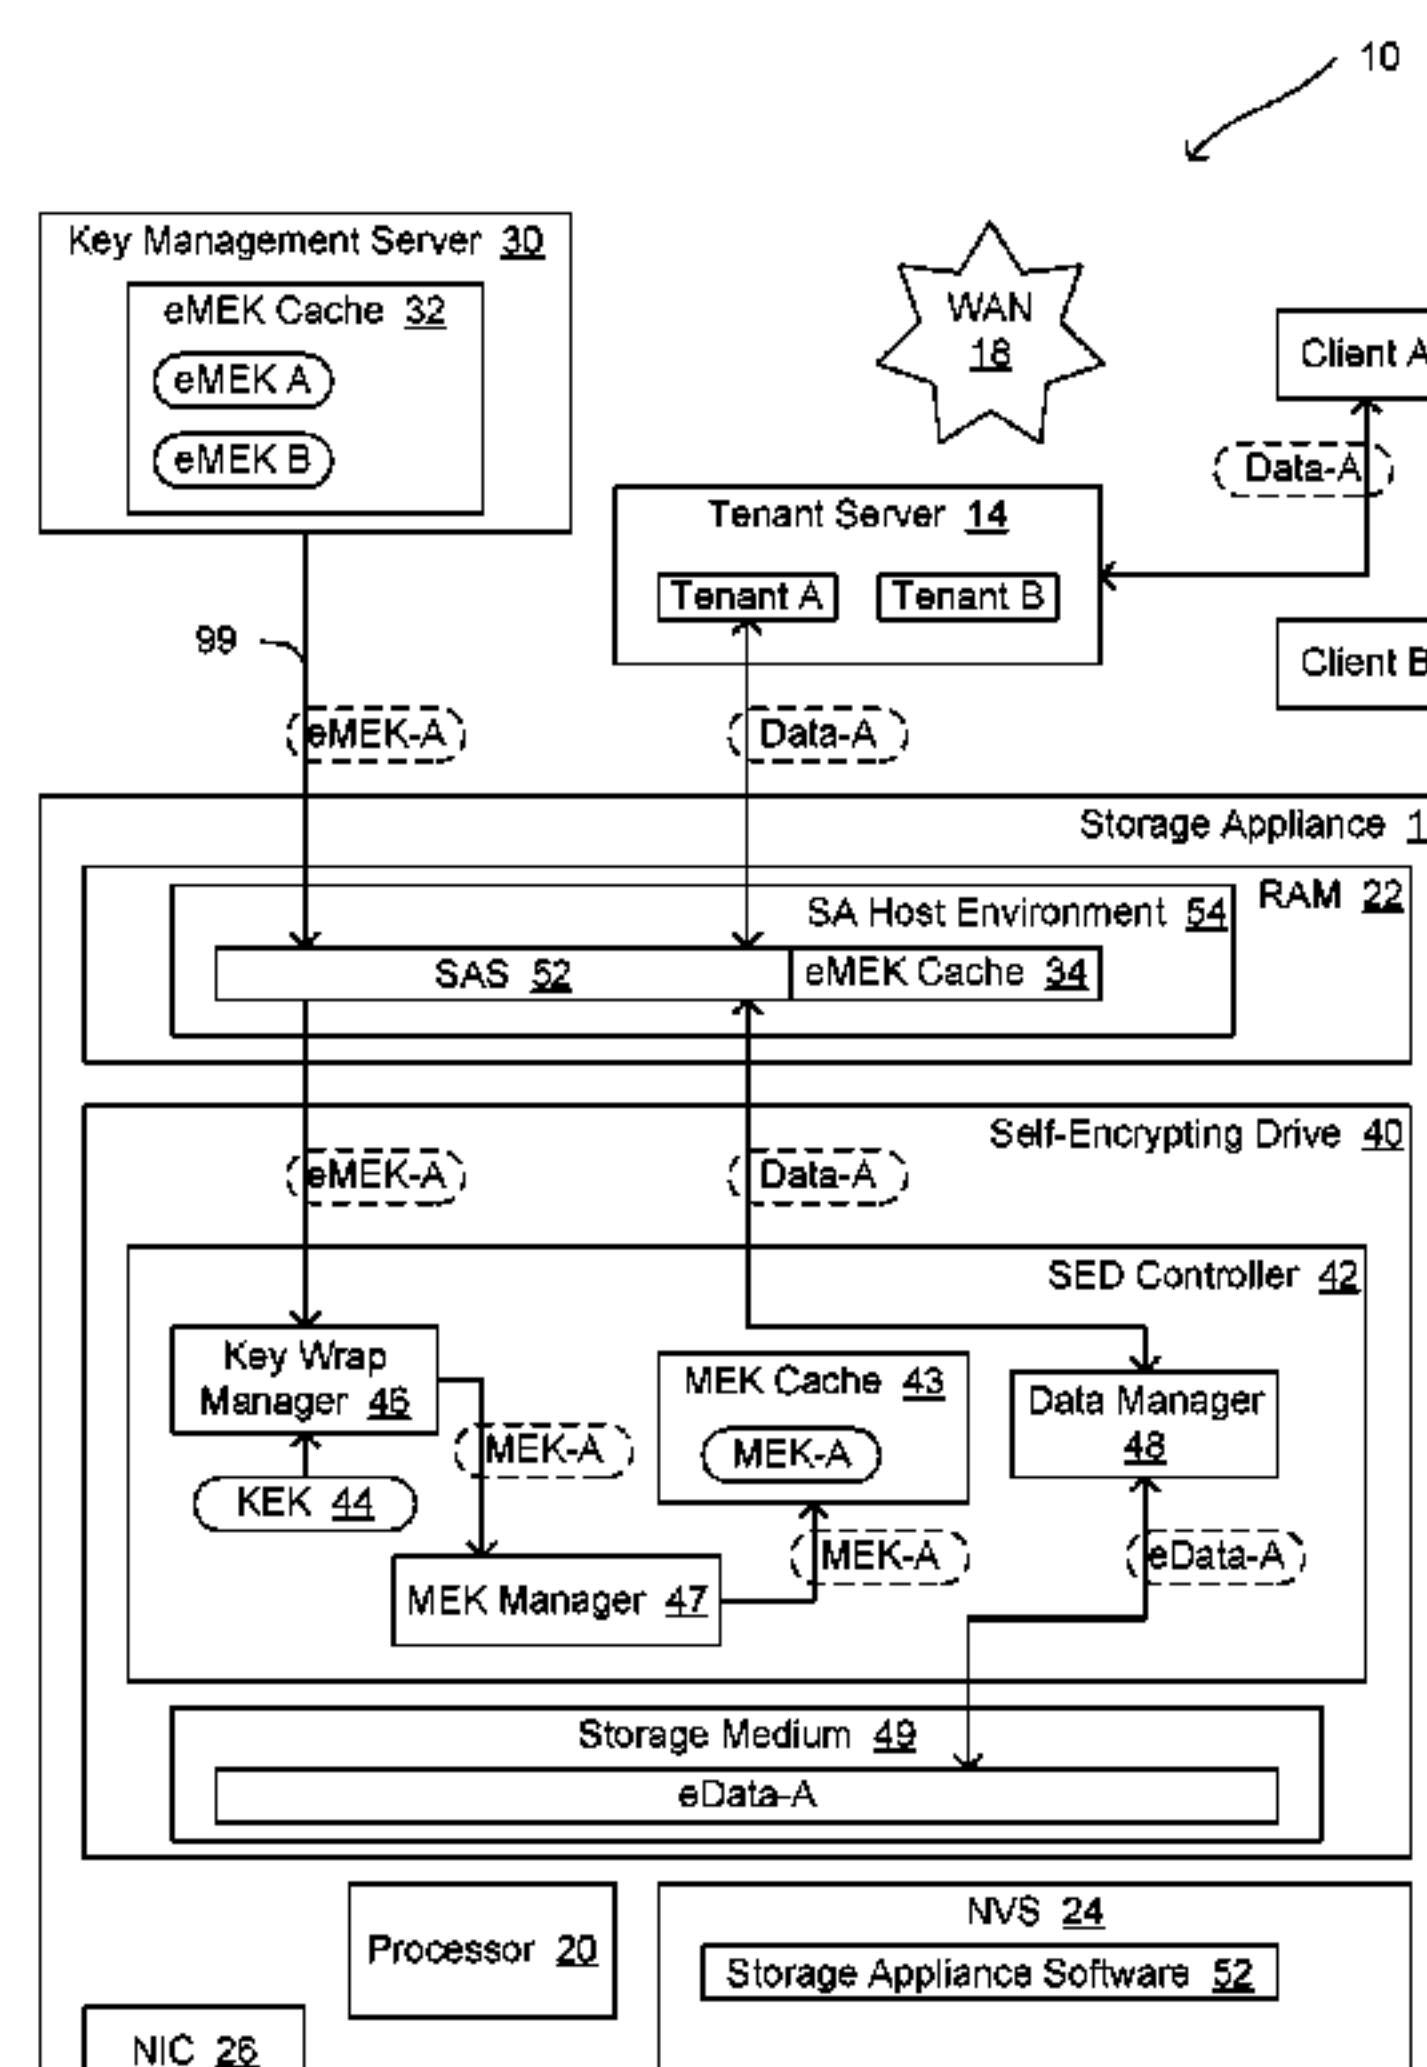 10
Key Management Server 30
eMEK Cache 32
eMEK A
eMEK B
WAN
18
Client A
Data-A
Tenant Server 14
Tenant A
Tenant B
Client B
99
eMEK-A
Data-A
Storage Appliance 1
RAM 22
SA Host Environment 54
SAS 52
eMEK Cache 34
Self-Encrypting Drive 40
eMEK-A
Data-A
SED Controller 42
Key Wrap
Manager 46
MEK Cache 43
Data Manager
48
MEK-A
MEK-A
KEK 44
MEK-A
eData-A
MEK Manager 47
Storage Medium 49
eData-A
Processor 20
NVS 24
Storage Appliance Software 52
NIC 26